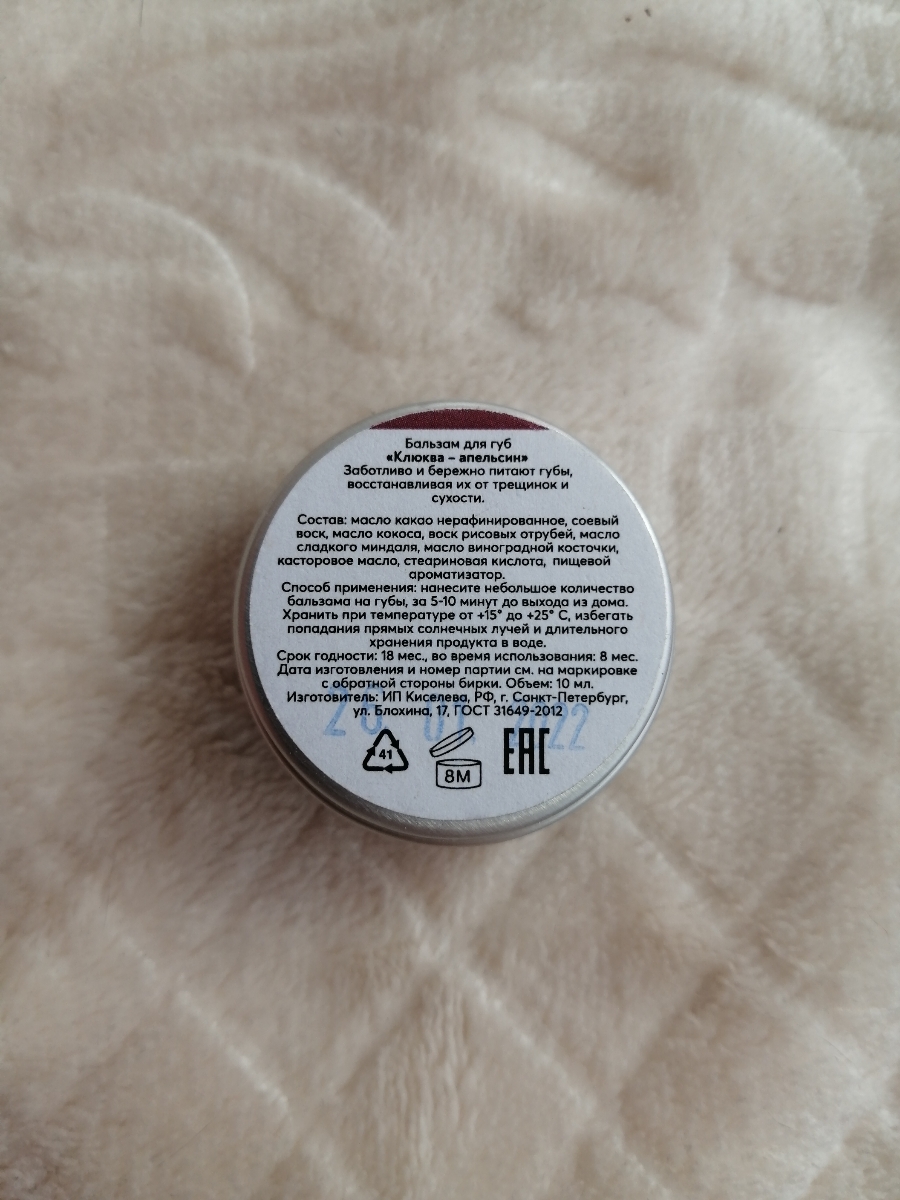 Бальзам для губ
«Клюква – апельсин»
Заботливо и бережно питают губы,
восстанавливая их от трещинок и
сухости.
Состав: масло какао нерафинированное, соевый
воск, масло кокоса, воск рисовых отрубей, масло
сладкого миндаля, масло виноградной косточки,
касторовое масло, стеариновая кислота, пищевой
ароматизатор.
Способ применения: нанесите небольшое количество
бальзама на губы, за 5-10 минут до выхода из дома.
Хранить при температуре от +15° до +25° С, избегать
попадания прямых солнечных лучей и длительного
хранения продукта в воде.
Срок годности: 18 мес., во время использования: 8 мес.
Дата изготовления и номер партии см. на маркировке
с обратной стороны бирки. Объем: 10 мл.
Изготовитель: ИП Киселева, РФ, г. Санкт-Петербург,
ул. Блохина, 17, ГОСТ 31649-2012
41
8М
ЕАС